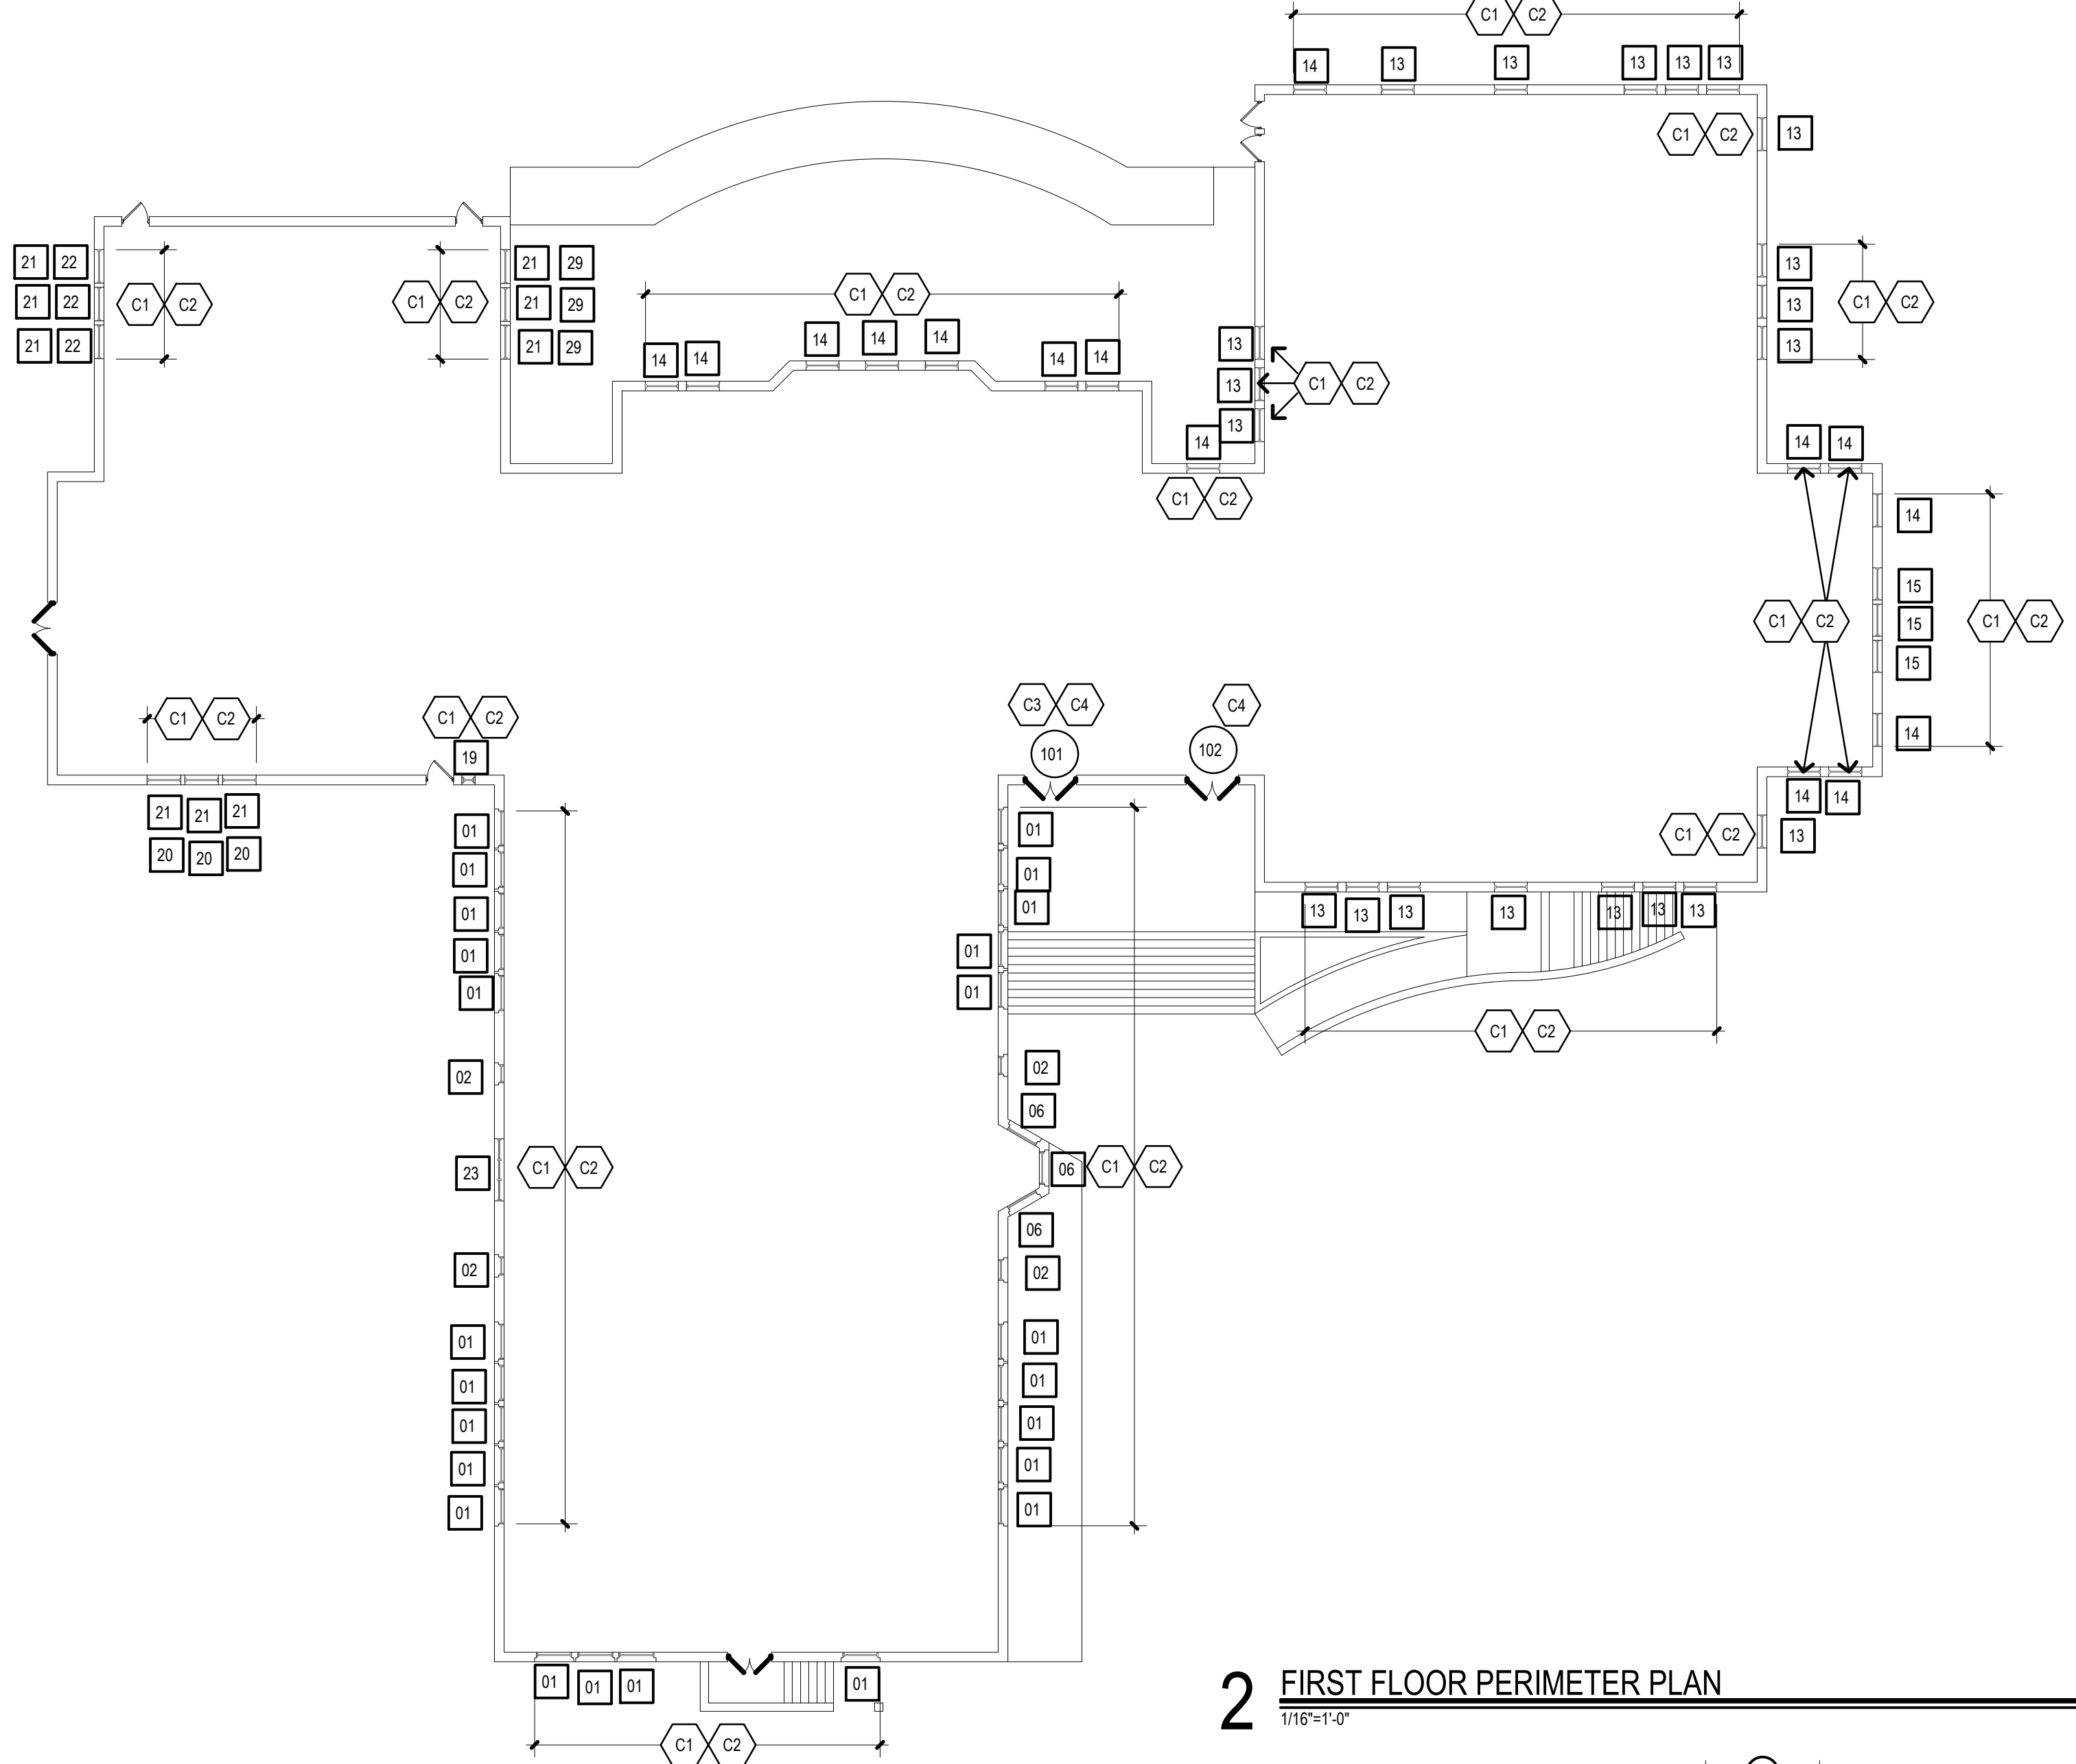 C1 C2
14 13 13 13 13 13
C1 C2 13
21 22 21 29 13
21 22 C1 C2 C1 C2 21 29 C1 C2 13 C1 C2
21 22 21 29 13
14 14 14 14 14 14 14
13
13 C1 C2
13
14
C1 C2
14 14
14
15
C1 C2 15 C1 C2
15
14
14 14
C1 C2 13
C1 C2 C1 C2
19
C3 C4 C4
101 102
21 21 21
20 20 20
01 01
01 01
01 01
01 01
01 01
13 13 13 13 13 13 13
C1 C2
02 02
06
23 C1 C2 06 C1 C2
06
02 02
01 01
01 01
01 01
01 01
01 01
01 01 01 01
C1 C2
2 FIRST FLOOR PERIMETER PLAN
1/16"=1'-0"